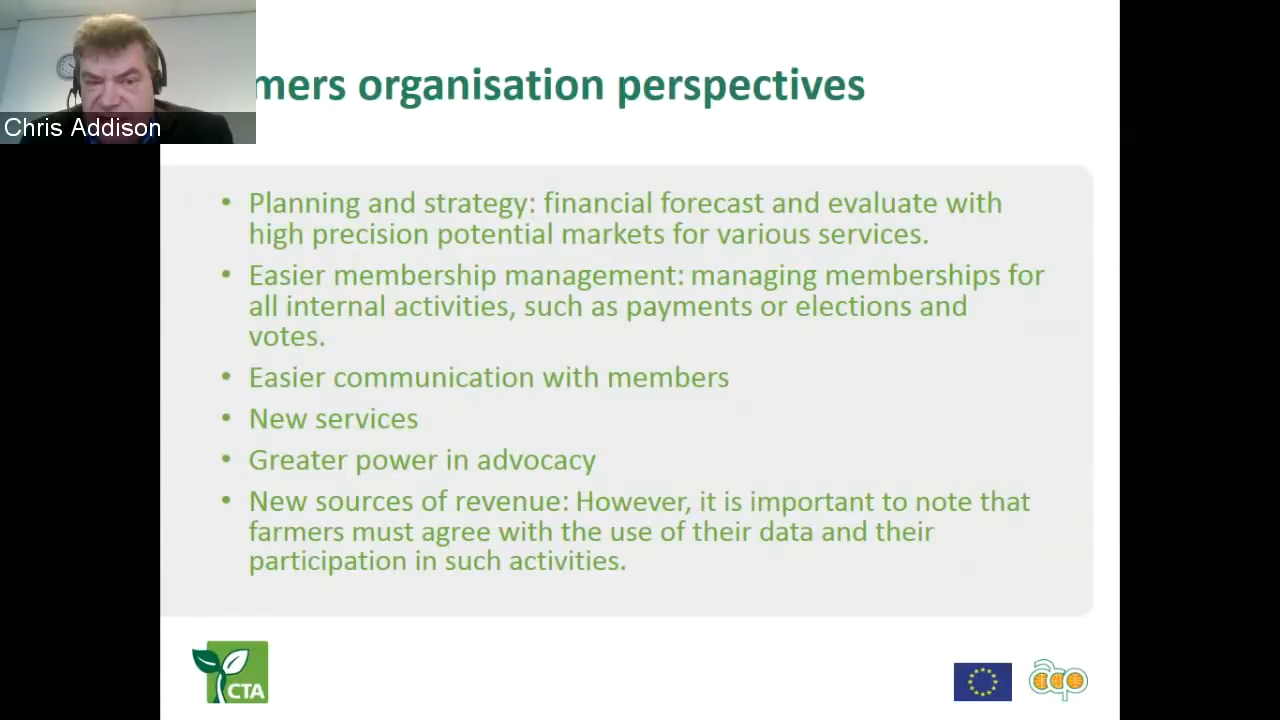 mers organisation perspectives
Chris Addison
• Planning and strategy: financial forecast and evaluate with
high precision potential markets for various services.
• Easier membership management: managing memberships for
all internal activities, such as payments or elections and
votes.
• Easier communication with members
• New services
• Greater power in advocacy
• New sources of revenue: However, it is important to note that
farmers must agree with the use of their data and their
participation in such activities.
CTA
acp